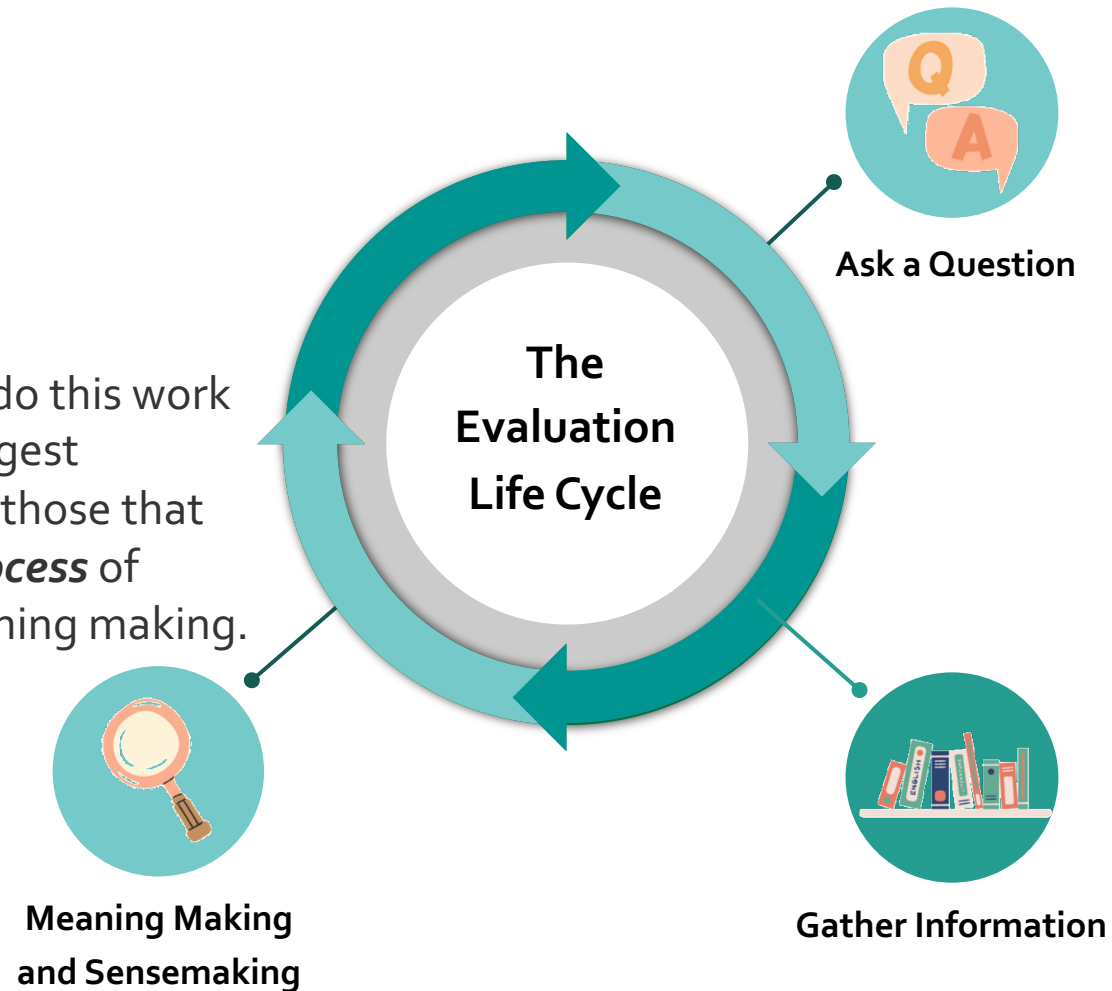 Q
A
Ask a Question
The
Evaluation
Life Cycle
do this work
gest
those that
cess of
ning making.
ENGLISH
Gather Information
Meaning Making
and Sensemaking